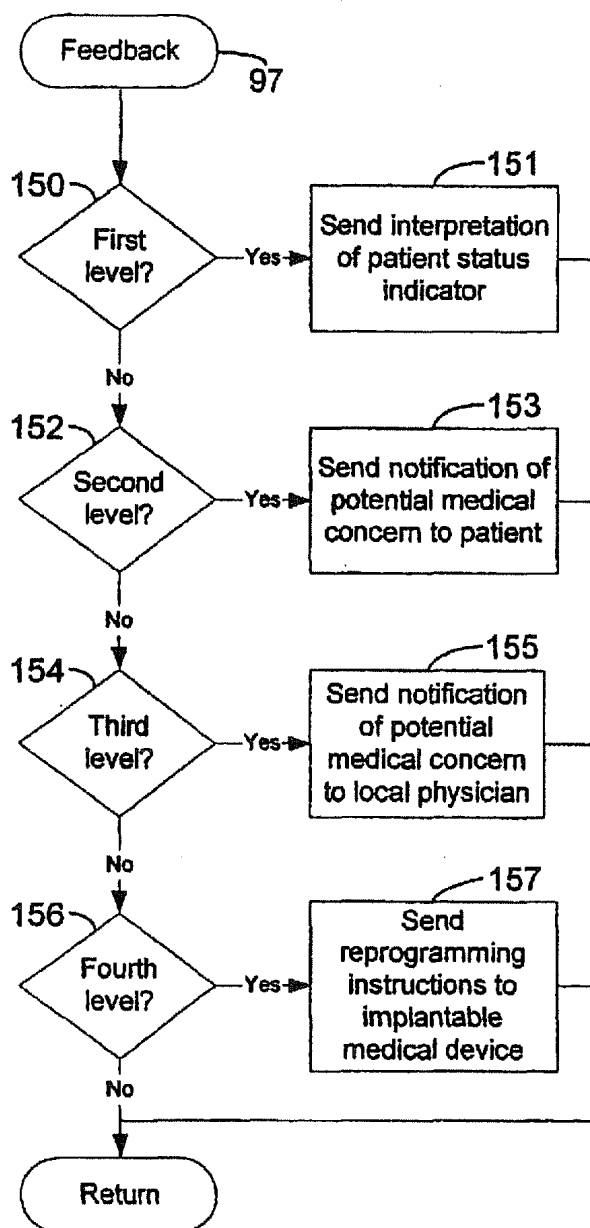 Feedback
97
150
First
level?
Yes
151
Send interpretation
of patient status
indicator
No
152
Second
level?
Yes
153
Send notification of
potential medical
concern to patient
No
154
Third
level?
Yes
155
Send notification
of potential
medical concern
to local physician
No
156
Fourth
level?
Yes
157
Send
reprogramming
instructions to
implantable
medical device
No
Return